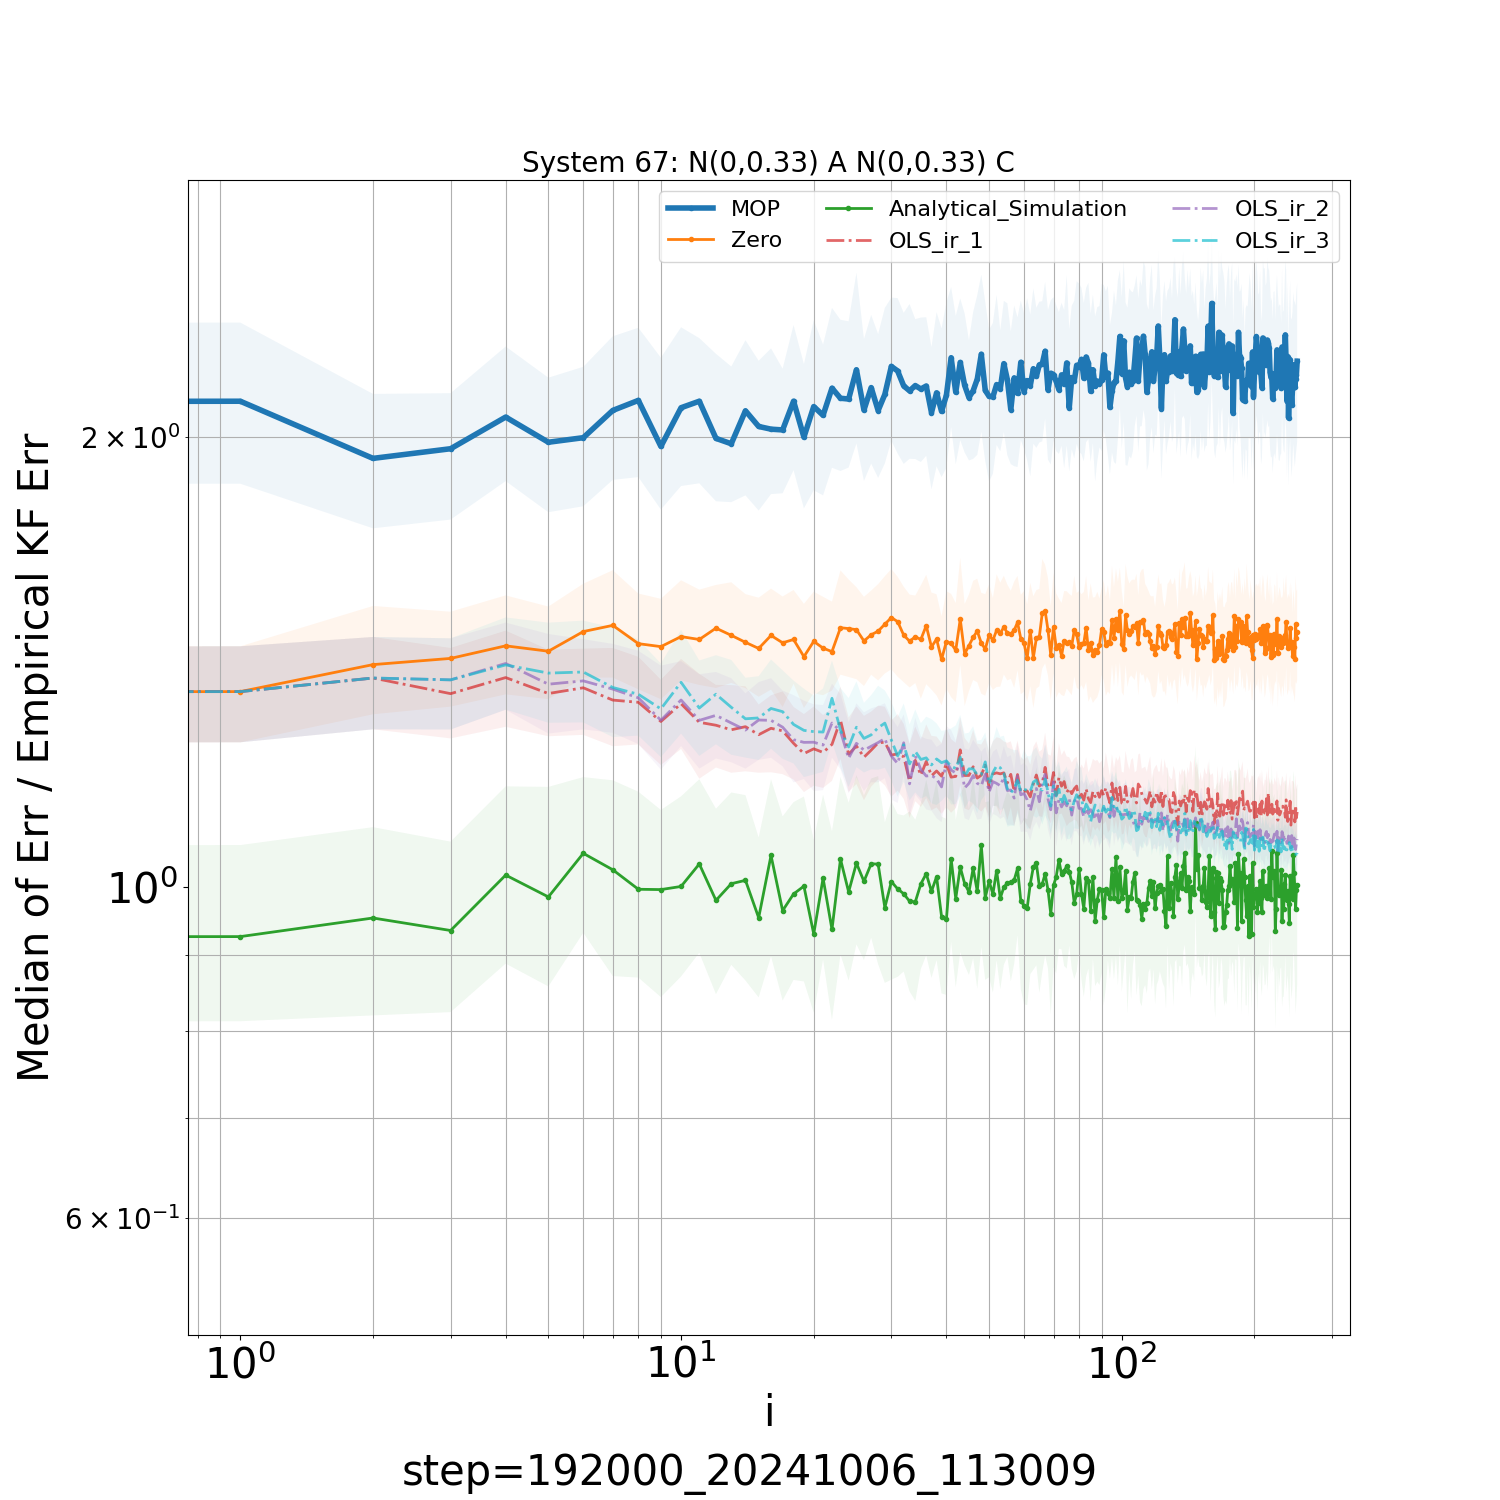 System 67: N(0,0.33) A N(0,0.33) C
MOP
Zero
Analytical_Simulation
OLS_ir_1
OLS_ir_2
OLS_ir_3
Median of Err / Empirical KF Err
2 × 10⁰
10⁰
6 × 10⁻¹
10⁰ 10¹ 10²
i
step=192000_20241006_113009